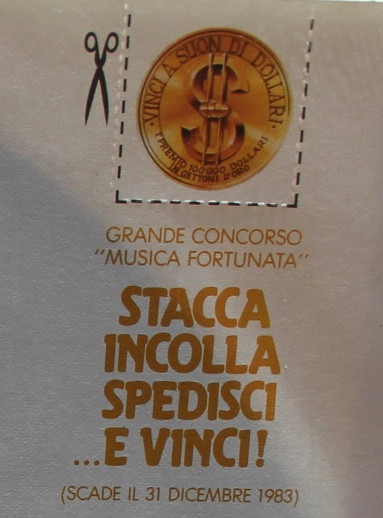 ·VINCI A SUON DI DOLLARI·
1 PREMIO 100'000 DOLLARI
IN GETTONI D'ORO
GRANDE CONCORSO
"MUSICA FORTUNATA"
STACCA
INCOLLA
SPEDISCI
...E VINCI!
(SCADE IL 31 DICEMBRE 1983)